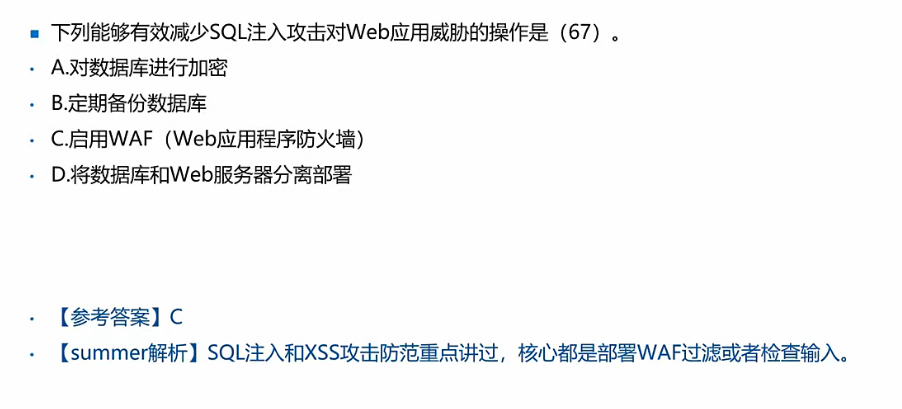 下列能够有效减少SQL注入攻击对Web应用威胁的操作是（67）。
A.对数据库进行加密
B.定期备份数据库
C.启用WAF（Web应用程序防火墙）
D.将数据库和Web服务器分离部署
【参考答案】C
【summer解析】SQL注入和XSS攻击防范重点讲过，核心都是部署WAF过滤或者检查输入。